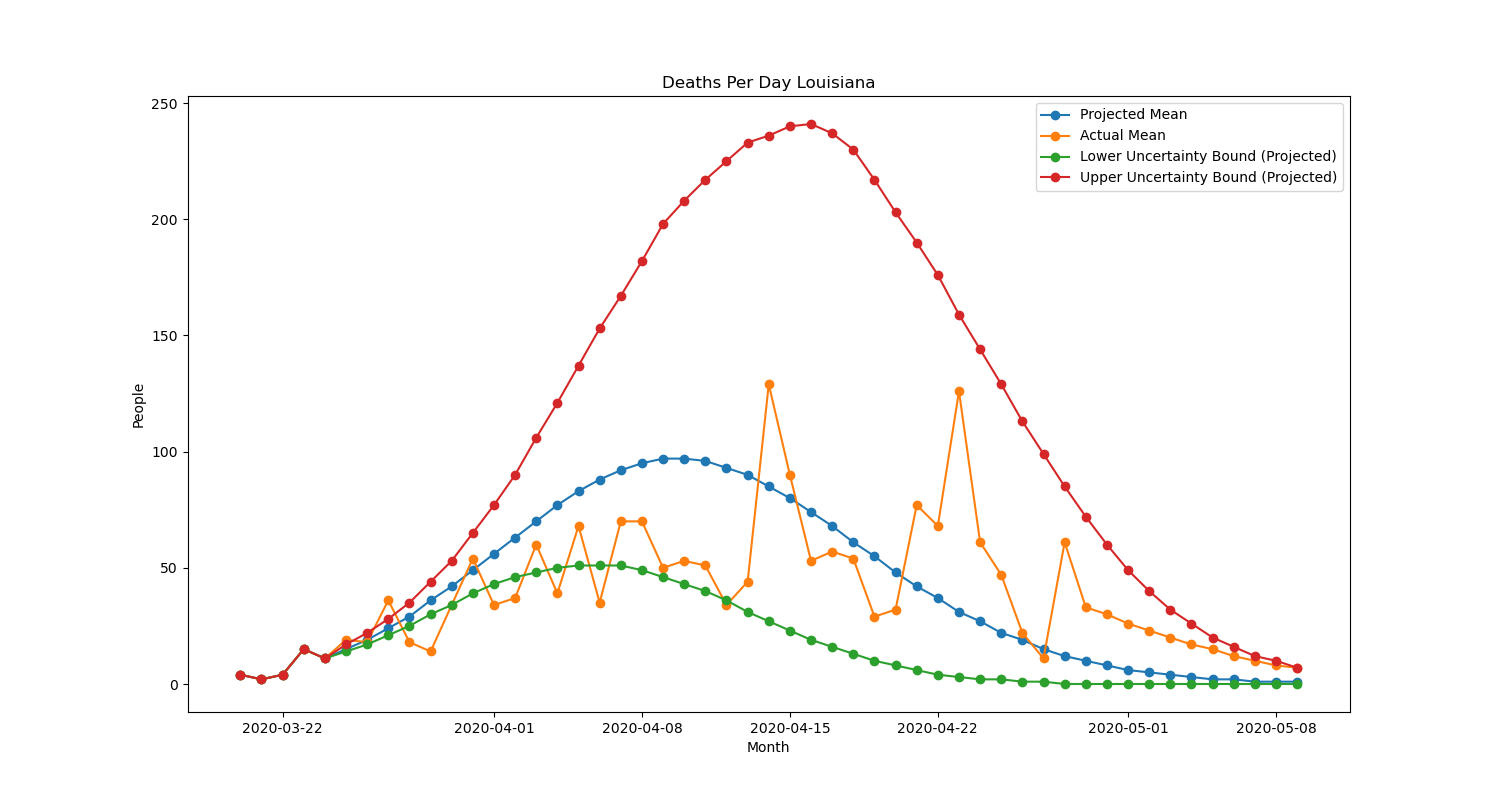 Deaths Per Day Louisiana
250
200
150
100
50
0
People
Projected Mean
Actual Mean
Lower Uncertainty Bound (Projected)
Upper Uncertainty Bound (Projected)
2020-03-22
2020-04-01
2020-04-08
2020-04-15
2020-04-22
2020-05-01
2020-05-08
Month